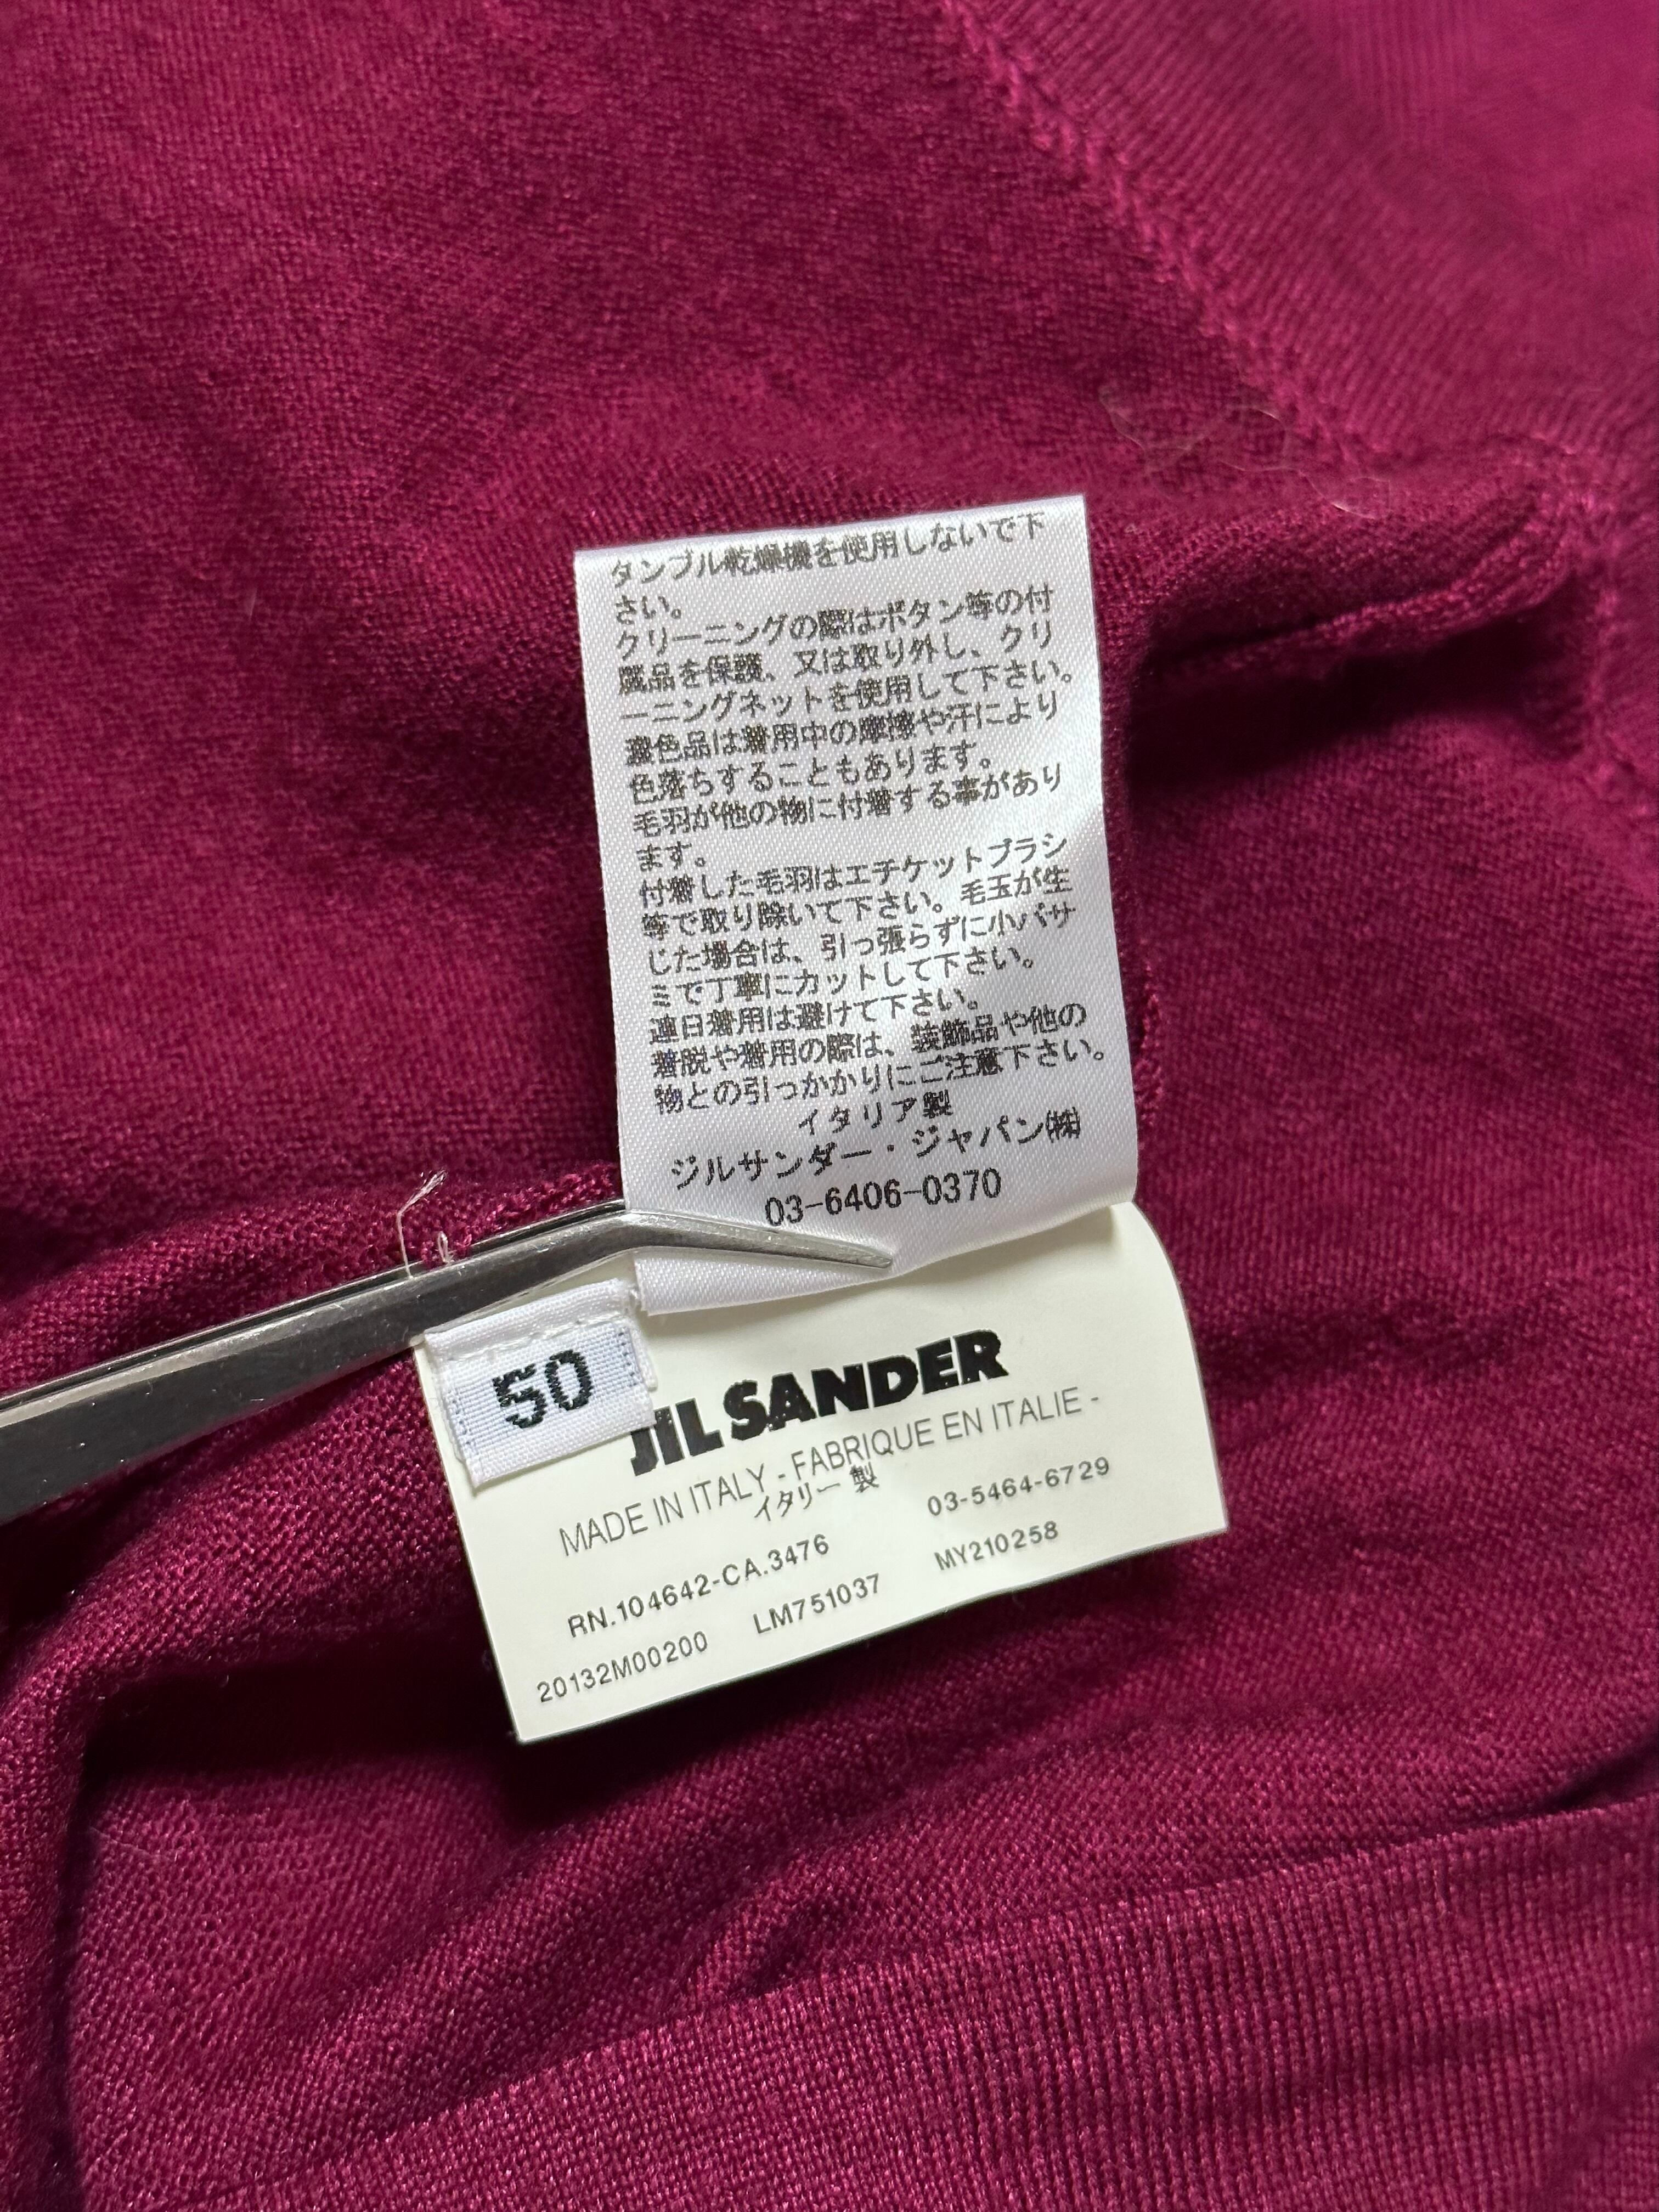 タンブル乾燥機を使用しないで下
さい。
クリーニングの際はボタン等の付
属品を保護、又は取り外し、クリ
ーニングネットを使用して下さい。
濃色品は着用中の摩擦や汗により
色落ちすることもあります。
毛羽が他の物に付着する事があり
ます。
付着した毛羽はエチケットブラシ
等で取り除いて下さい。毛玉が生
じた場合は、引っ張らずに小バサ
ミで丁寧にカットして下さい。
連日着用は避けて下さい。
着脱や着用の際は、装飾品や他の
物との引っかかりにご注意下さい。
イタリア製
ジルサンダー・ジャパン㈱
03-6406-0370
50
JIL SANDER
MADE IN ITALY - FABRIQUE EN ITALIE -
イタリー 製
RN.104642-CA.3476 03-5464-6729
20132M00200 LM751037 MY210258